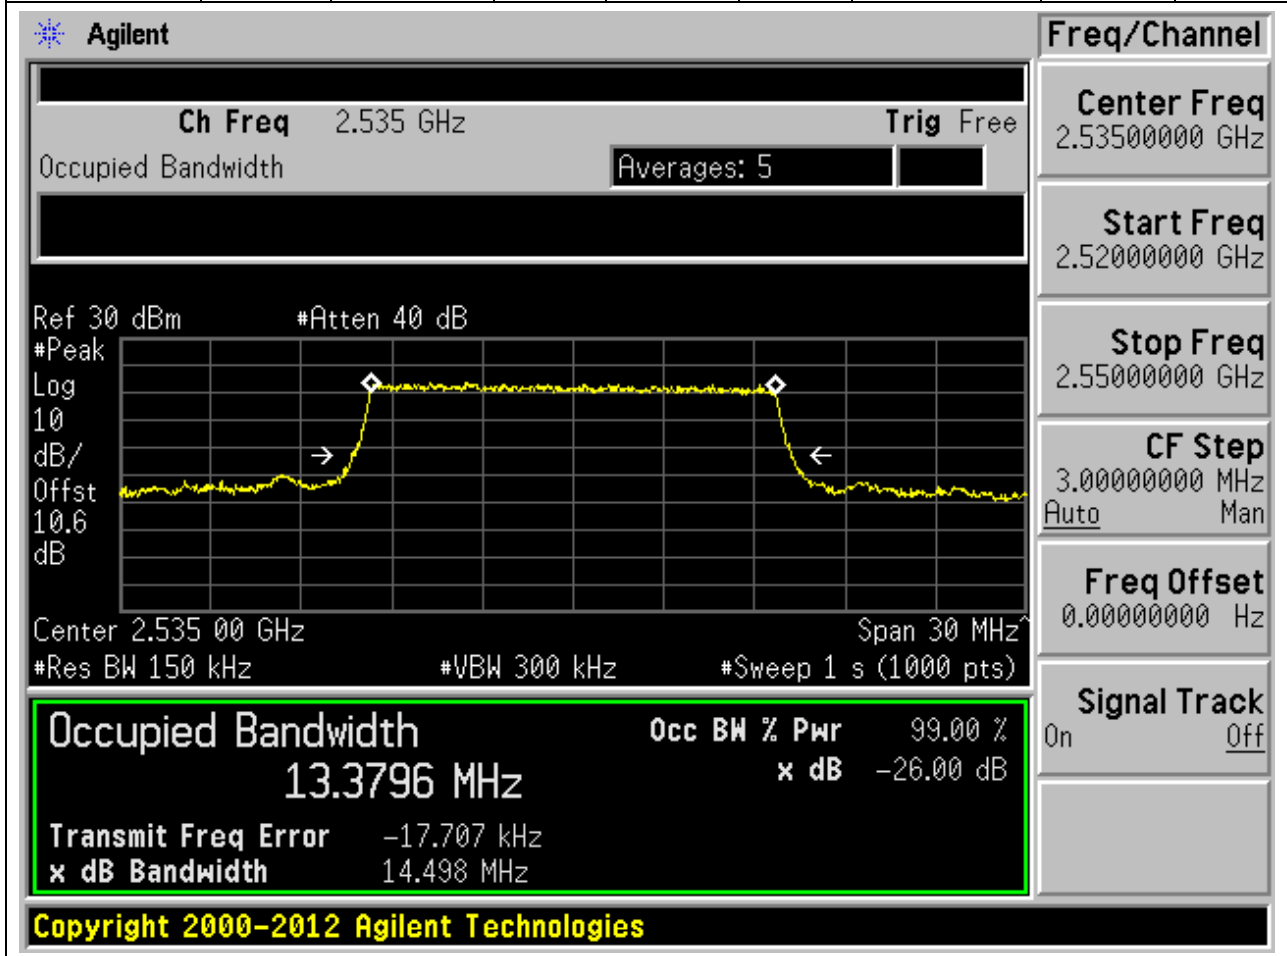 Agilent
Freq/Channel
Ch Freq 2.535 GHz Trig Free
Occupied Bandwidth Averages: 5
Center Freq
2.53500000 GHz
Start Freq
2.52000000 GHz
Stop Freq
2.55000000 GHz
CF Step
3.00000000 MHz
Auto Man
Freq Offset
0.00000000 Hz
Signal Track
On Off
Ref 30 dBm #Atten 40 dB
#Peak
Log
10
dB/
Offst
10.6
dB
Center 2.535 00 GHz Span 30 MHz^
#Res BW 150 kHz #VBW 300 kHz #Sweep 1 s (1000 pts)
Occupied Bandwidth Occ BW % Pwr 99.00 %
13.3796 MHz x dB -26.00 dB
Transmit Freq Error -17.707 kHz
x dB Bandwidth 14.498 MHz
Copyright 2000-2012 Agilent Technologies